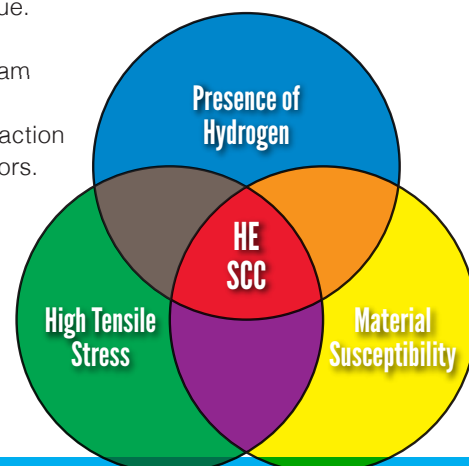 ue.
am
action
ors.
Presence of
Hydrogen
HE
SCC
High Tensile
Stress
Material
Susceptibility